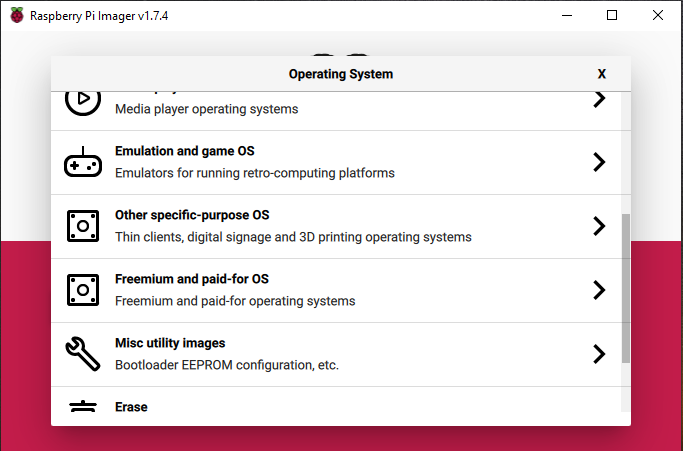 Raspberry Pi Imager v1.7.4
Operating System
X
Media player operating systems
Emulation and game OS
Emulators for running retro-computing platforms
Other specific-purpose OS
Thin clients, digital signage and 3D printing operating systems
Freemium and paid-for OS
Freemium and paid-for operating systems
Misc utility images
Bootloader EEPROM configuration, etc.
Erase